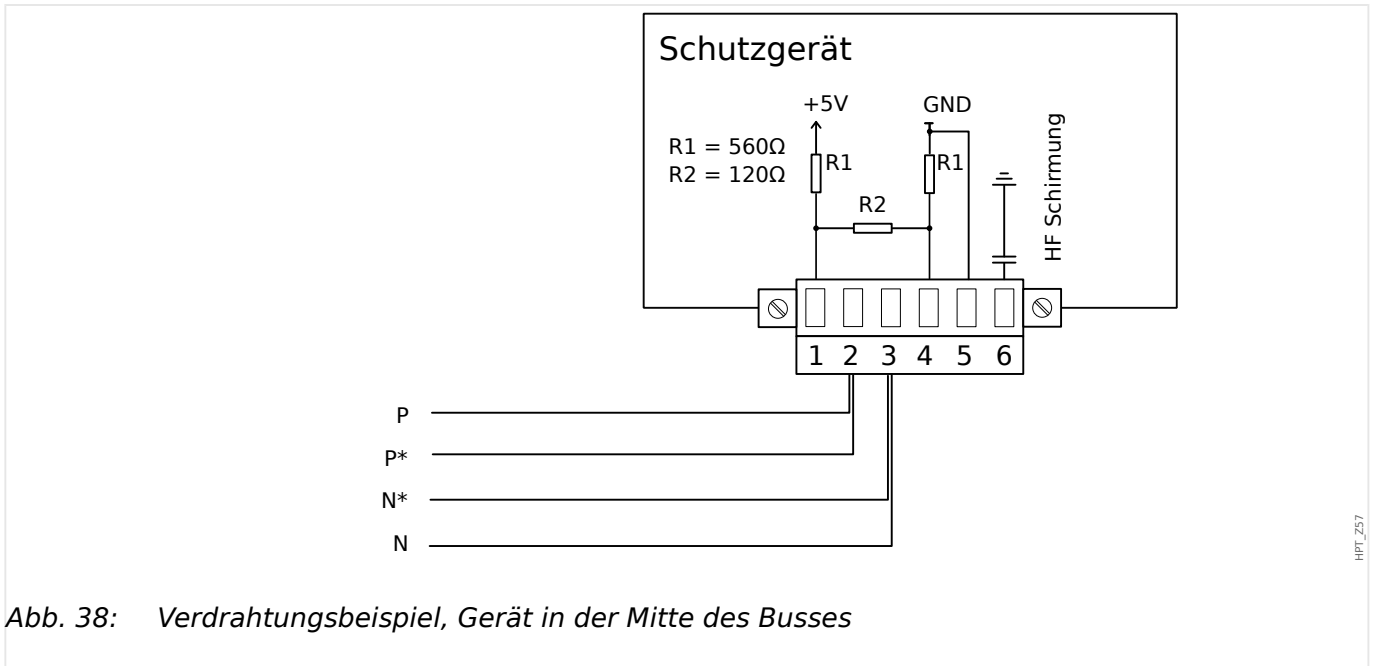 Schutzgerät
+5V
GND
R1 = 560Ω
R2 = 120Ω
R1
R1
R2
HF Schirmung
1 2 3 4 5 6
P
P*
N*
N
HPT_Z57
Abb. 38: Verdrahtungsbeispiel, Gerät in der Mitte des Busses